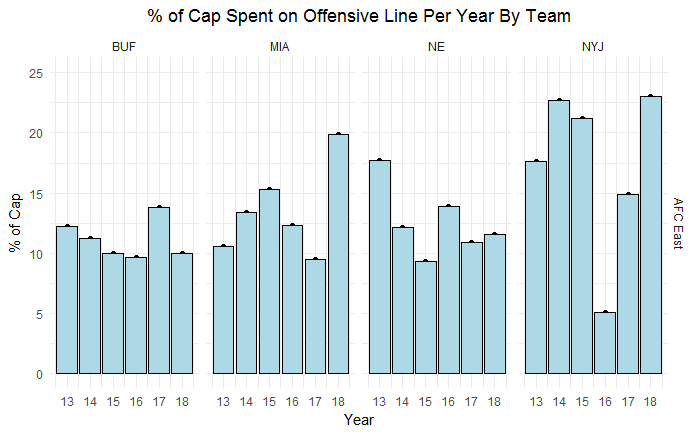 % of Cap Spent on Offensive Line Per Year By Team
BUF MIA NE NYJ
25
20
15
10
5
0
% of Cap
AFC East
13 14 15 16 17 18 13 14 15 16 17 18 13 14 15 16 17 18 13 14 15 16 17 18
Year